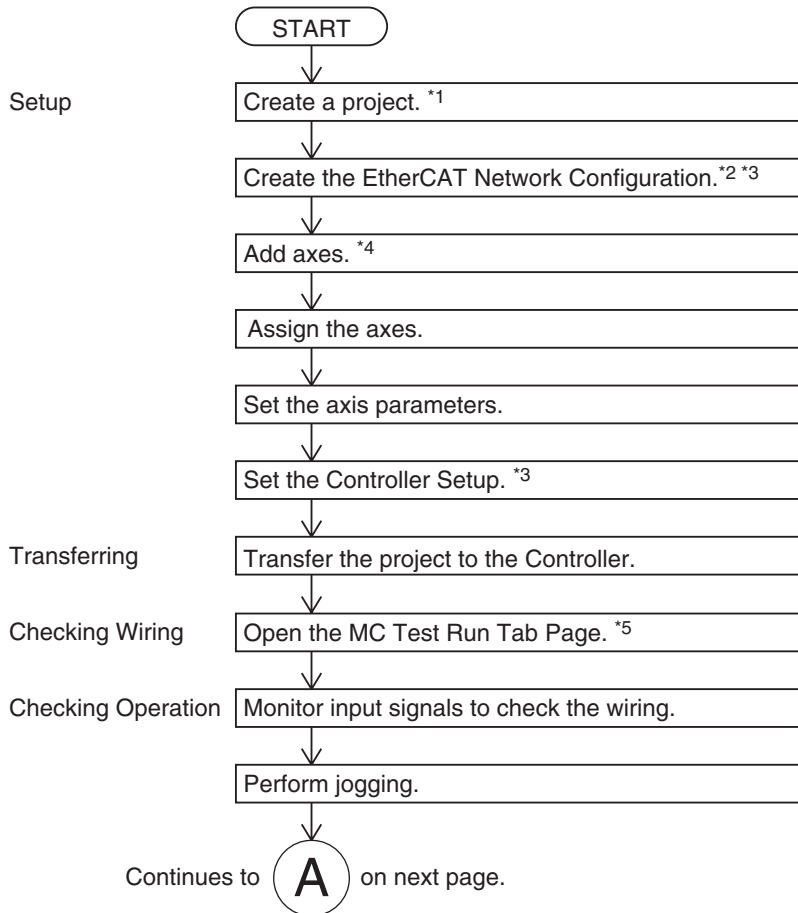 START
Setup
Create a project. *1
Create the EtherCAT Network Configuration.*2 *3
Add axes. *4
Assign the axes.
Set the axis parameters.
Set the Controller Setup. *3
Transferring
Transfer the project to the Controller.
Checking Wiring
Open the MC Test Run Tab Page. *5
Checking Operation
Monitor input signals to check the wiring.
Perform jogging.
Continues to A on next page.